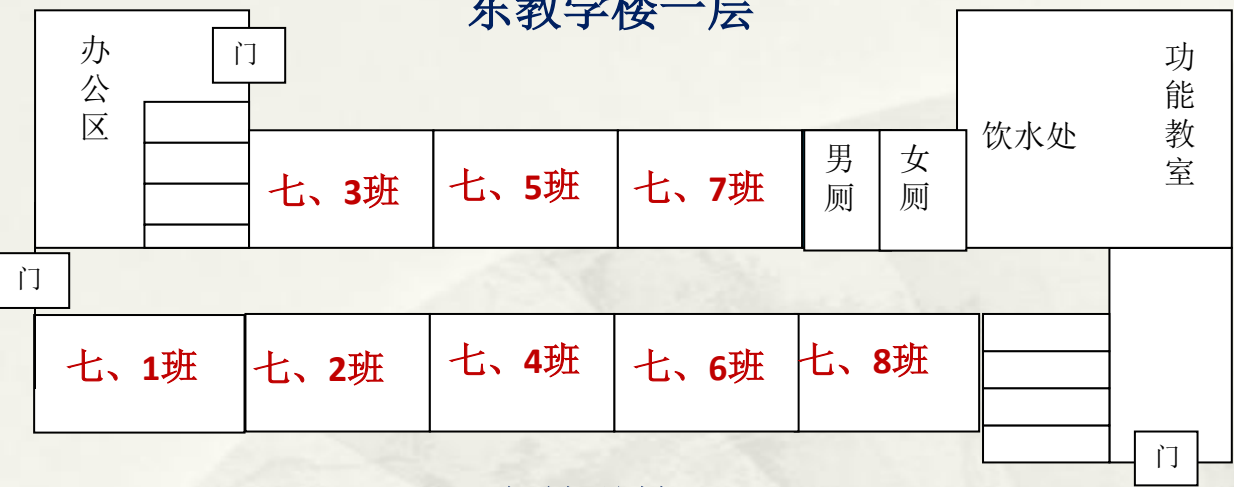 东教学楼一层
办公区
门
功能教室
饮水处
七、3班
七、5班
七、7班
男厕
女厕
门
七、1班
七、2班
七、4班
七、6班
七、8班
门